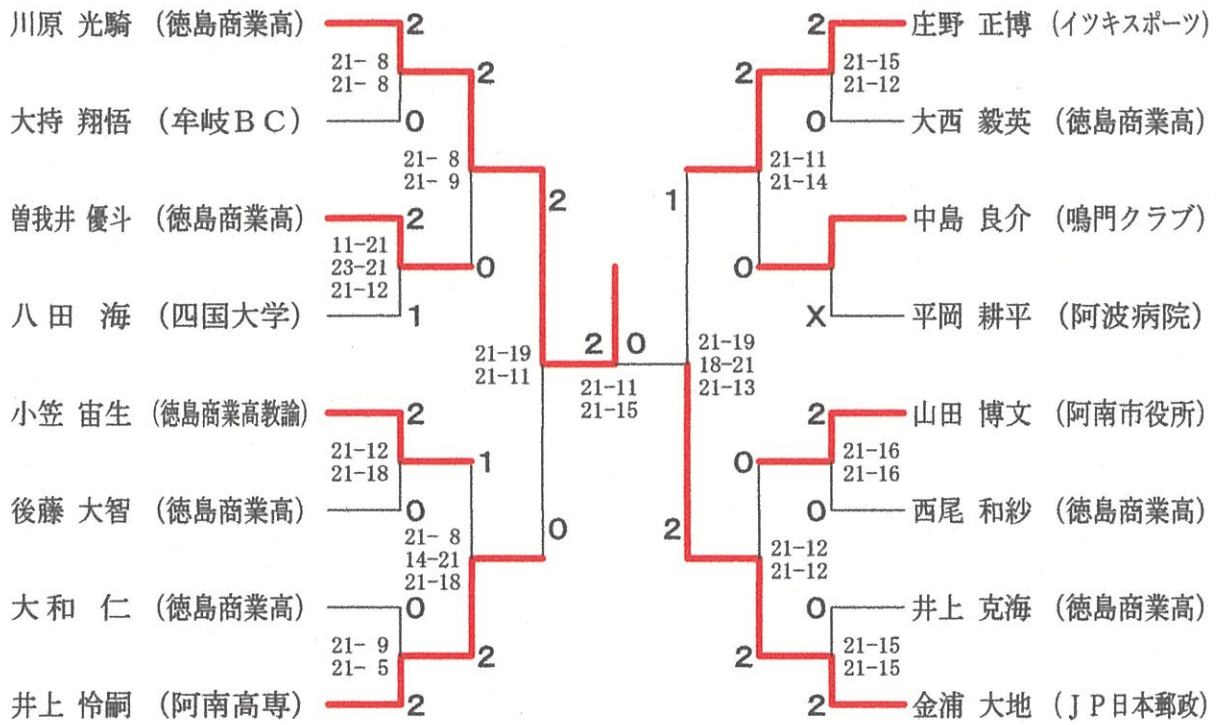 川原 光騎 (徳島商業高) 2
21- 8
21- 8
2
大持 翔悟 (牟岐BC) 0
21- 8
21- 9
2
曽我井 優斗 (徳島商業高) 2
11-21
23-21
21-12
0
八田 海 (四国大学) 1
21-19
21-11
2 0
21-11
21-15
小笠 宙生 (徳島商業高教諭) 2
21-12
21-18
1
後藤 大智 (徳島商業高) 0
21- 8
14-21
21-18
0
大和 仁 (徳島商業高) 0
21- 9
21- 5
2
井上 怜嗣 (阿南高専) 2
2 庄野 正博 (イツキスポーツ)
2
21-15
21-12
0 大西 毅英 (徳島商業高)
21-11
21-14
1
中島 良介 (鳴門クラブ)
0
X 平岡 耕平 (阿波病院)
21-19
18-21
21-13
2 山田 博文 (阿南市役所)
0
21-16
21-16
0 西尾 和紗 (徳島商業高)
2
21-12
21-12
0 井上 克海 (徳島商業高)
2
21-15
21-15
2 金浦 大地 (JP日本郵政)